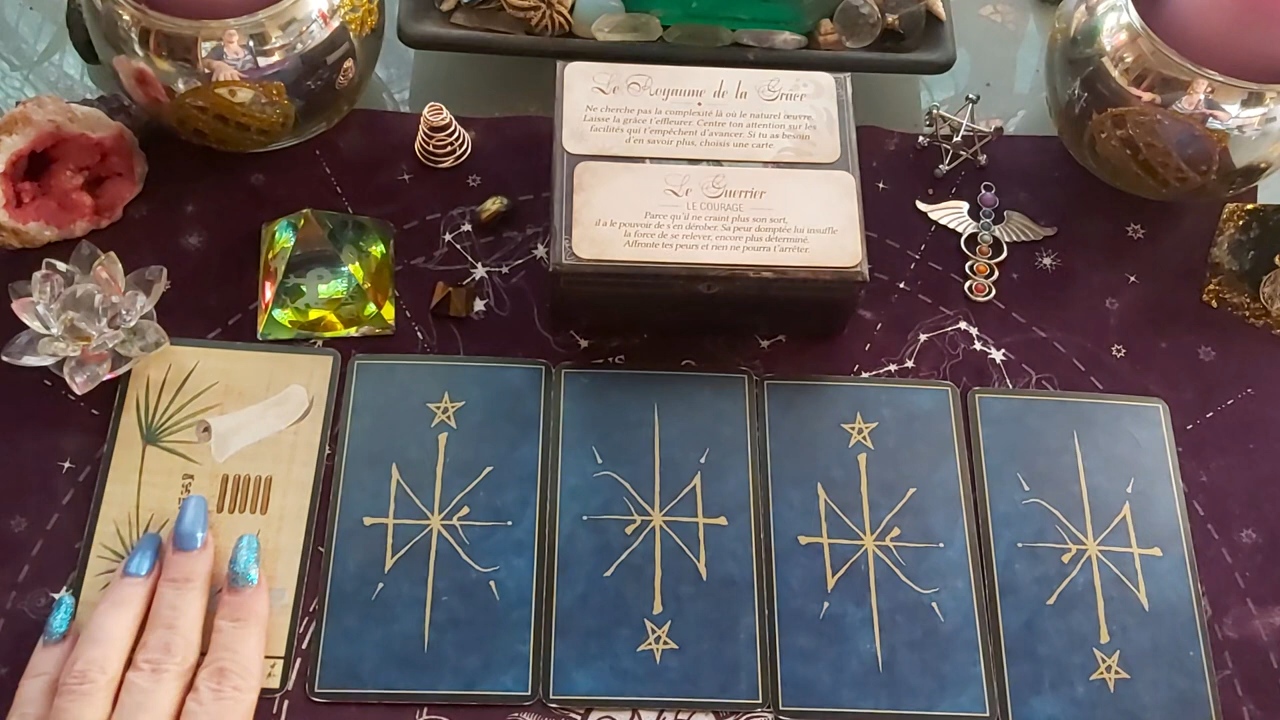 Le Royaume de la Grâce
Ne cherche pas la complexité là où le naturel œuvre.
Laisse la grâce t'effleurer. Centre ton attention sur les
facilités qui t'empêchent d'avancer. Si tu as besoin
d'en savoir plus, choisis une carte.
Le Guerrier
LE COURAGE
Parce qu'il ne craint plus son sort,
il a le pouvoir de s'en dérober. Sa peur domptée lui insuffle
la force de se relever, encore plus déterminé.
Affronte tes peurs et rien ne pourra t'arrêter.